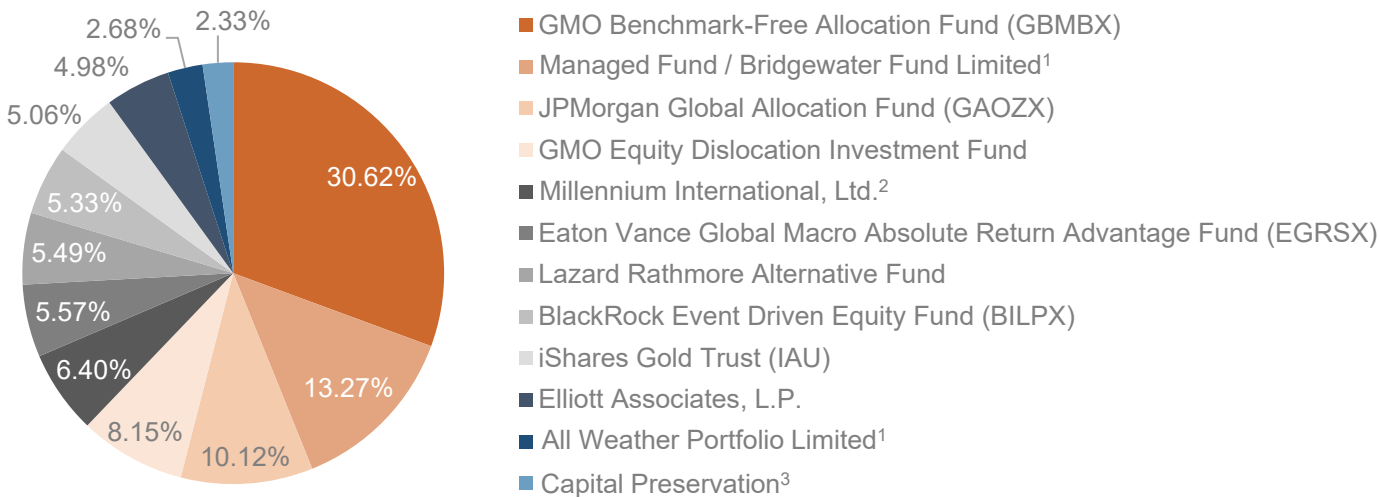 2.33%
2.68%
4.98%
5.06%
5.33%
5.49%
5.57%
6.40%
8.15%
10.12%
13.27%
30.62%
GMO Benchmark-Free Allocation Fund (GBMBX)
Managed Fund / Bridgewater Fund Limited¹
JPMorgan Global Allocation Fund (GAOZX)
GMO Equity Dislocation Investment Fund
Millennium International, Ltd.²
Eaton Vance Global Macro Absolute Return Advantage Fund (EGRSX)
Lazard Rathmore Alternative Fund
BlackRock Event Driven Equity Fund (BILPX)
iShares Gold Trust (IAU)
Elliott Associates, L.P.
All Weather Portfolio Limited¹
Capital Preservation³